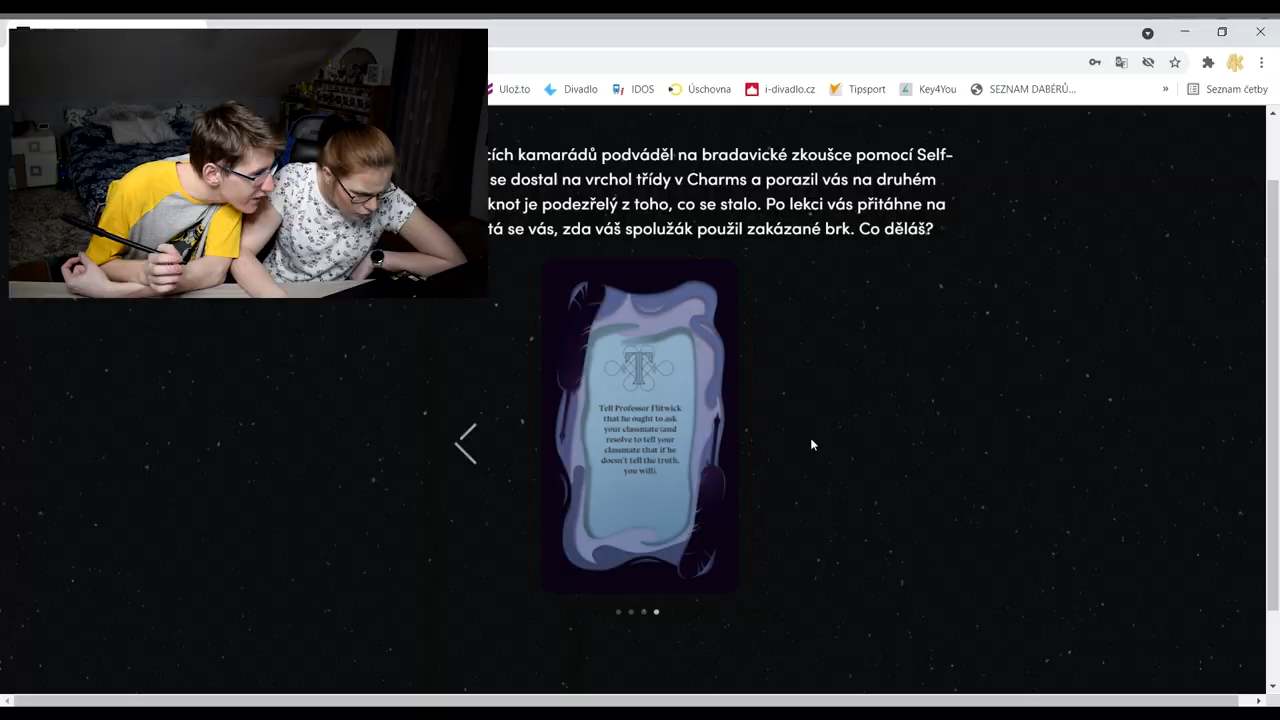 Ulož.to
Divadlo
IDOS
Úschovna
i-divadlo.cz
Tipsport
Key4You
SEZNAM DABÉRŮ...
»
Seznam četby
cích kamarádů podváděl na bradavické zkoušce pomocí Self-
se dostal na vrchol třídy v Charms a porazil vás na druhém
knot je podezřelý z toho, co se stalo. Po lekci vás přitáhne na
tá se vás, zda váš spolužák použil zakázané brk. Co děláš?
T
Tell Professor Flitwick
that he ought to ask
your classmate (and
resolve to tell your
classmate that if he
doesn't tell the truth,
you will).